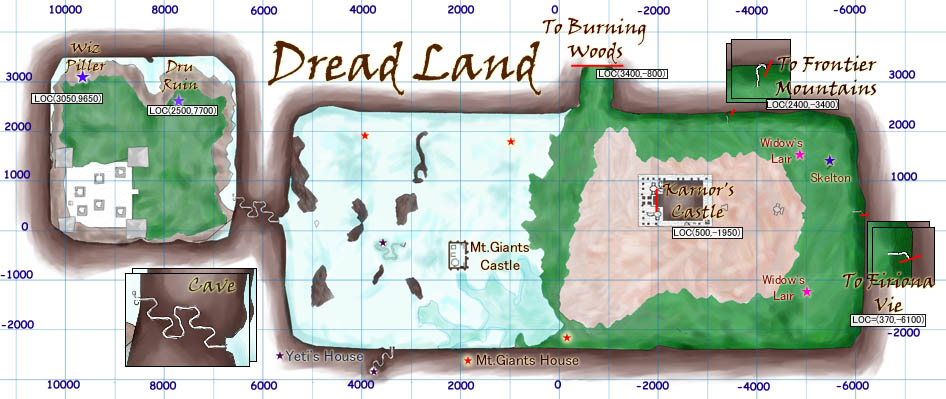 10000 8000 6000 4000 2000 0 -2000 -4000 -6000
To Burning
Woods
LOC(3400,-800)
Dread Land
Wiz
Piller
LOC(3050,9650)
Dru
Ruin
LOC(2500,7700)
To Frontier
Mountains
LOC(2400,-3400)
3000
3000
2000
2000
1000
1000
0
0
-1000
-2000
-2000
Widow's
Lair
Skelton
Karnor's
Castle
LOC(500,-1950)
Mt.Giants
Castle
Widow's
Lair
To Firiona
Vie
LOC=(370,-6100)
Cave
Yeti's House
Mt.Giants House
10000 8000 6000 4000 2000 0 -2000 -4000 -6000